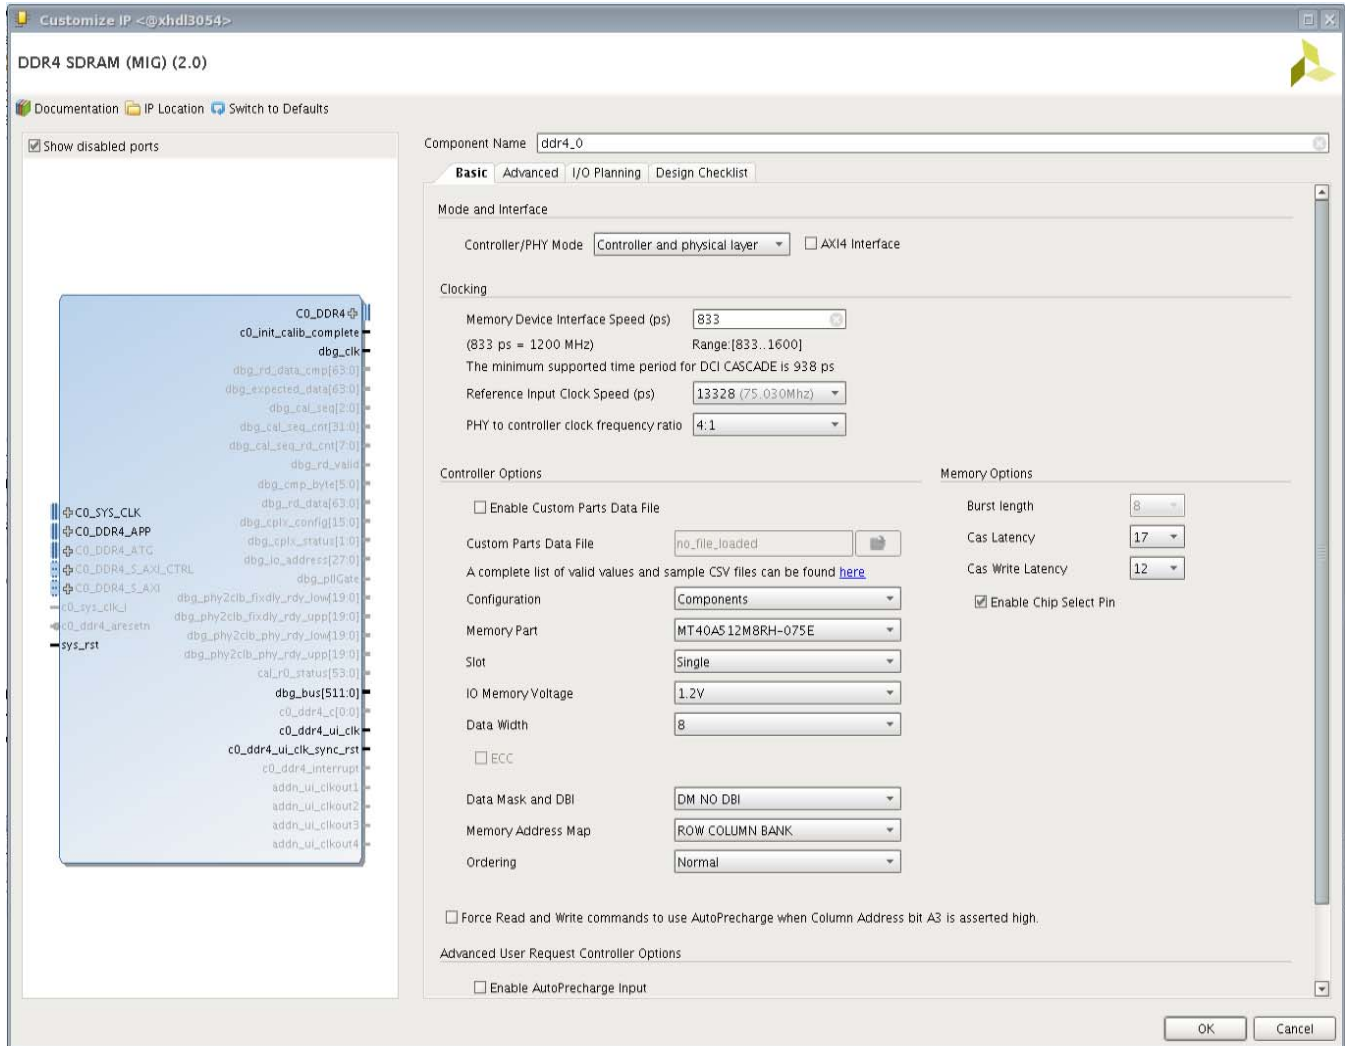 Customize IP <@xhdl3054>
DDR4 SDRAM (MIG) (2.0)
Documentation IP Location Switch to Defaults
Show disabled ports
C0_DDR4
c0_init_calib_complete
dbg_clk
dbg_rd_data_cmp[63:0]
dbg_expected_data[63:0]
dbg_cal_seq[2:0]
dbg_cal_seq_cnt[31:0]
dbg_cal_seq_rd_cnt[7:0]
dbg_rd_valid
dbg_cmp_byte[5:0]
dbg_rd_data[63:0]
C0_SYS_CLK
dbg_cplx_config[15:0]
C0_DDR4_APP
dbg_cplx_status[1:0]
C0_DDR4_ATG
dbg_io_address[27:0]
C0_DDR4_S_AXI_CTRL
dbg_pllGate
C0_DDR4_S_AXI
dbg_phy2clb_fixdly_rdy_low[19:0]
c0_sys_clk_i
dbg_phy2clb_fixdly_rdy_upp[19:0]
c0_ddr4_aresetn
dbg_phy2clb_phy_rdy_low[19:0]
sys_rst
dbg_phy2clb_phy_rdy_upp[19:0]
cal_r0_status[53:0]
dbg_bus[511:0]
c0_ddr4_c[0:0]
c0_ddr4_ui_clk
c0_ddr4_ui_clk_sync_rst
c0_ddr4_interrupt
addn_ui_clkout1
addn_ui_clkout2
addn_ui_clkout3
addn_ui_clkout4
Component Name ddr4_0
Basic Advanced I/O Planning Design Checklist
Mode and Interface
Controller/PHY Mode Controller and physical layer AXI4 Interface
Clocking
Memory Device Interface Speed (ps) 833
(833 ps = 1200 MHz) Range:[833..1600]
The minimum supported time period for DCI CASCADE is 938 ps
Reference Input Clock Speed (ps) 13328 (75.030Mhz)
PHY to controller clock frequency ratio 4:1
Controller Options
Enable Custom Parts Data File
Custom Parts Data File no_file_loaded
A complete list of valid values and sample CSV files can be found here
Configuration Components
Memory Part MT40A512M8RH-075E
Slot Single
IO Memory Voltage 1.2V
Data Width 8
ECC
Data Mask and DBI DM NO DBI
Memory Address Map ROW COLUMN BANK
Ordering Normal
Memory Options
Burst length 8
Cas Latency 17
Cas Write Latency 12
Enable Chip Select Pin
Force Read and Write commands to use AutoPrecharge when Column Address bit A3 is asserted high.
Advanced User Request Controller Options
Enable AutoPrecharge Input
OK Cancel